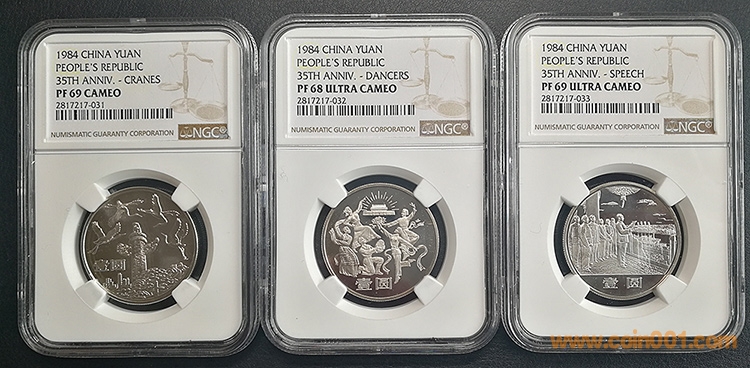 1984 CHINA YUAN
PEOPLE'S REPUBLIC
35TH ANNIV. - CRANES
PF 69 CAMEO
2817217-031
NUMISMATIC GUARANTY CORPORATION
NGC
壹圆
1984 CHINA YUAN
PEOPLE'S REPUBLIC
35TH ANNIV. - DANCERS
PF 68 ULTRA CAMEO
2817217-032
NUMISMATIC GUARANTY CORPORATION
NGC
壹圆
1984 CHINA YUAN
PEOPLE'S REPUBLIC
35TH ANNIV. - SPEECH
PF 69 ULTRA CAMEO
2817217-033
NUMISMATIC GUARANTY CORPORATION
NGC
壹圆
www.coin001.com